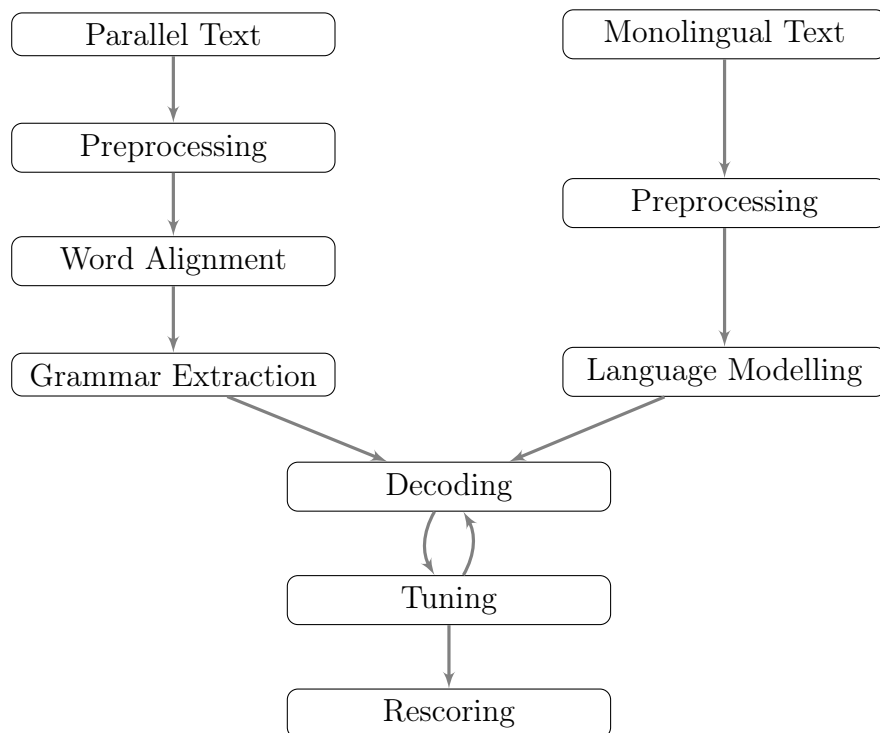 Parallel Text
Monolingual Text
Preprocessing
Preprocessing
Word Alignment
Grammar Extraction
Language Modelling
Decoding
Tuning
Rescoring